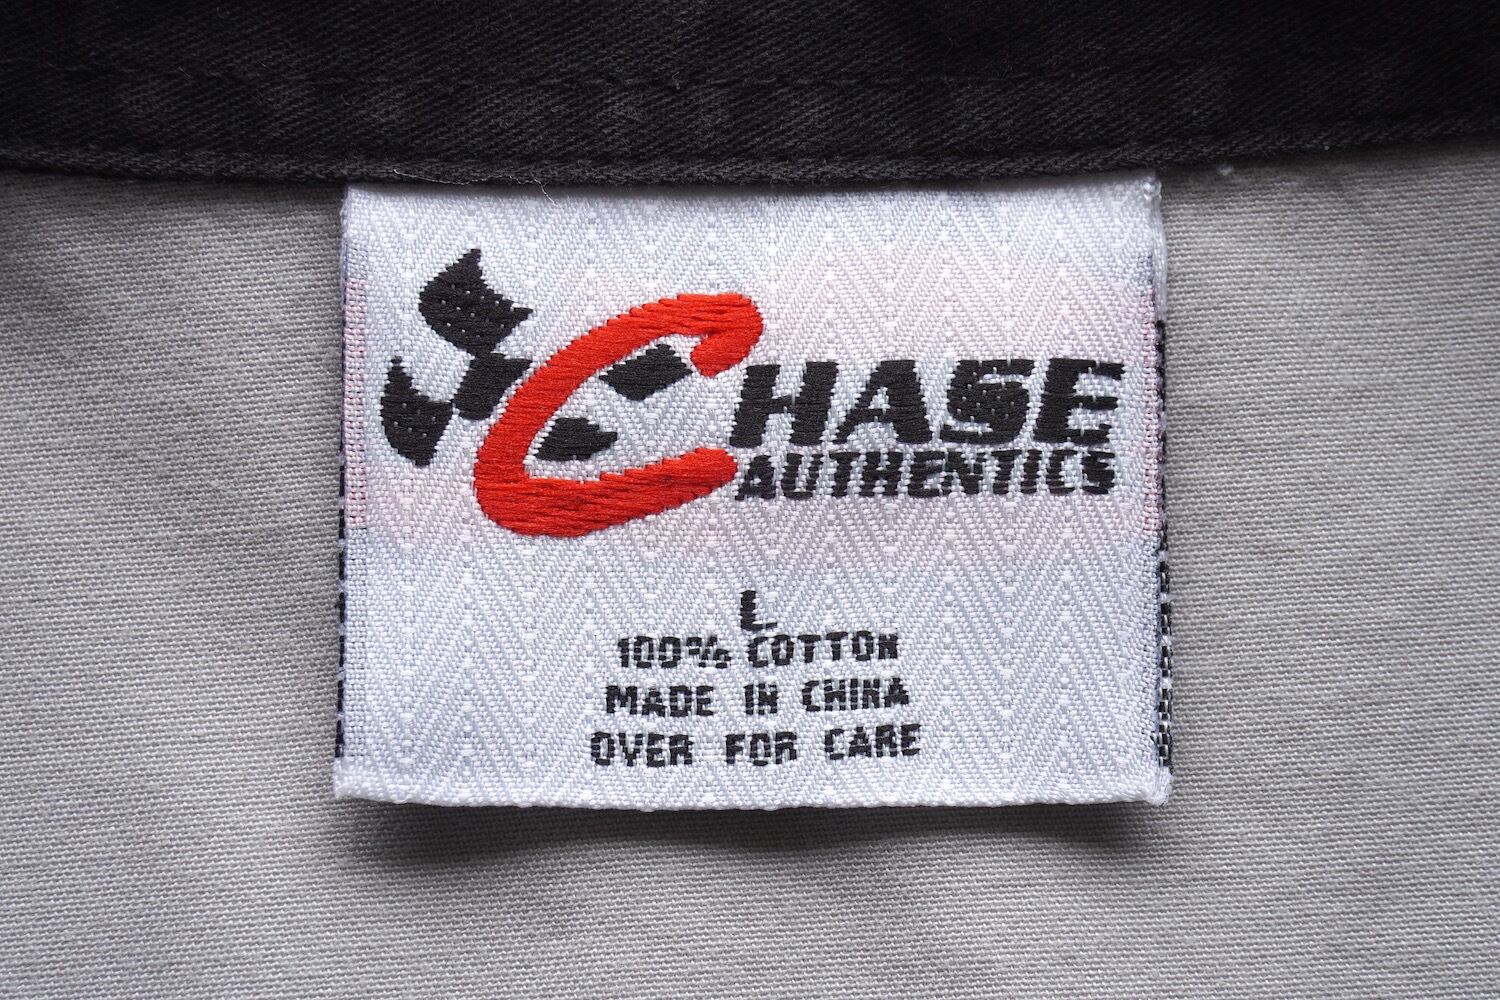 CHASE
AUTHENTICS
L
100% COTTON
MADE IN CHINA
OVER FOR CARE